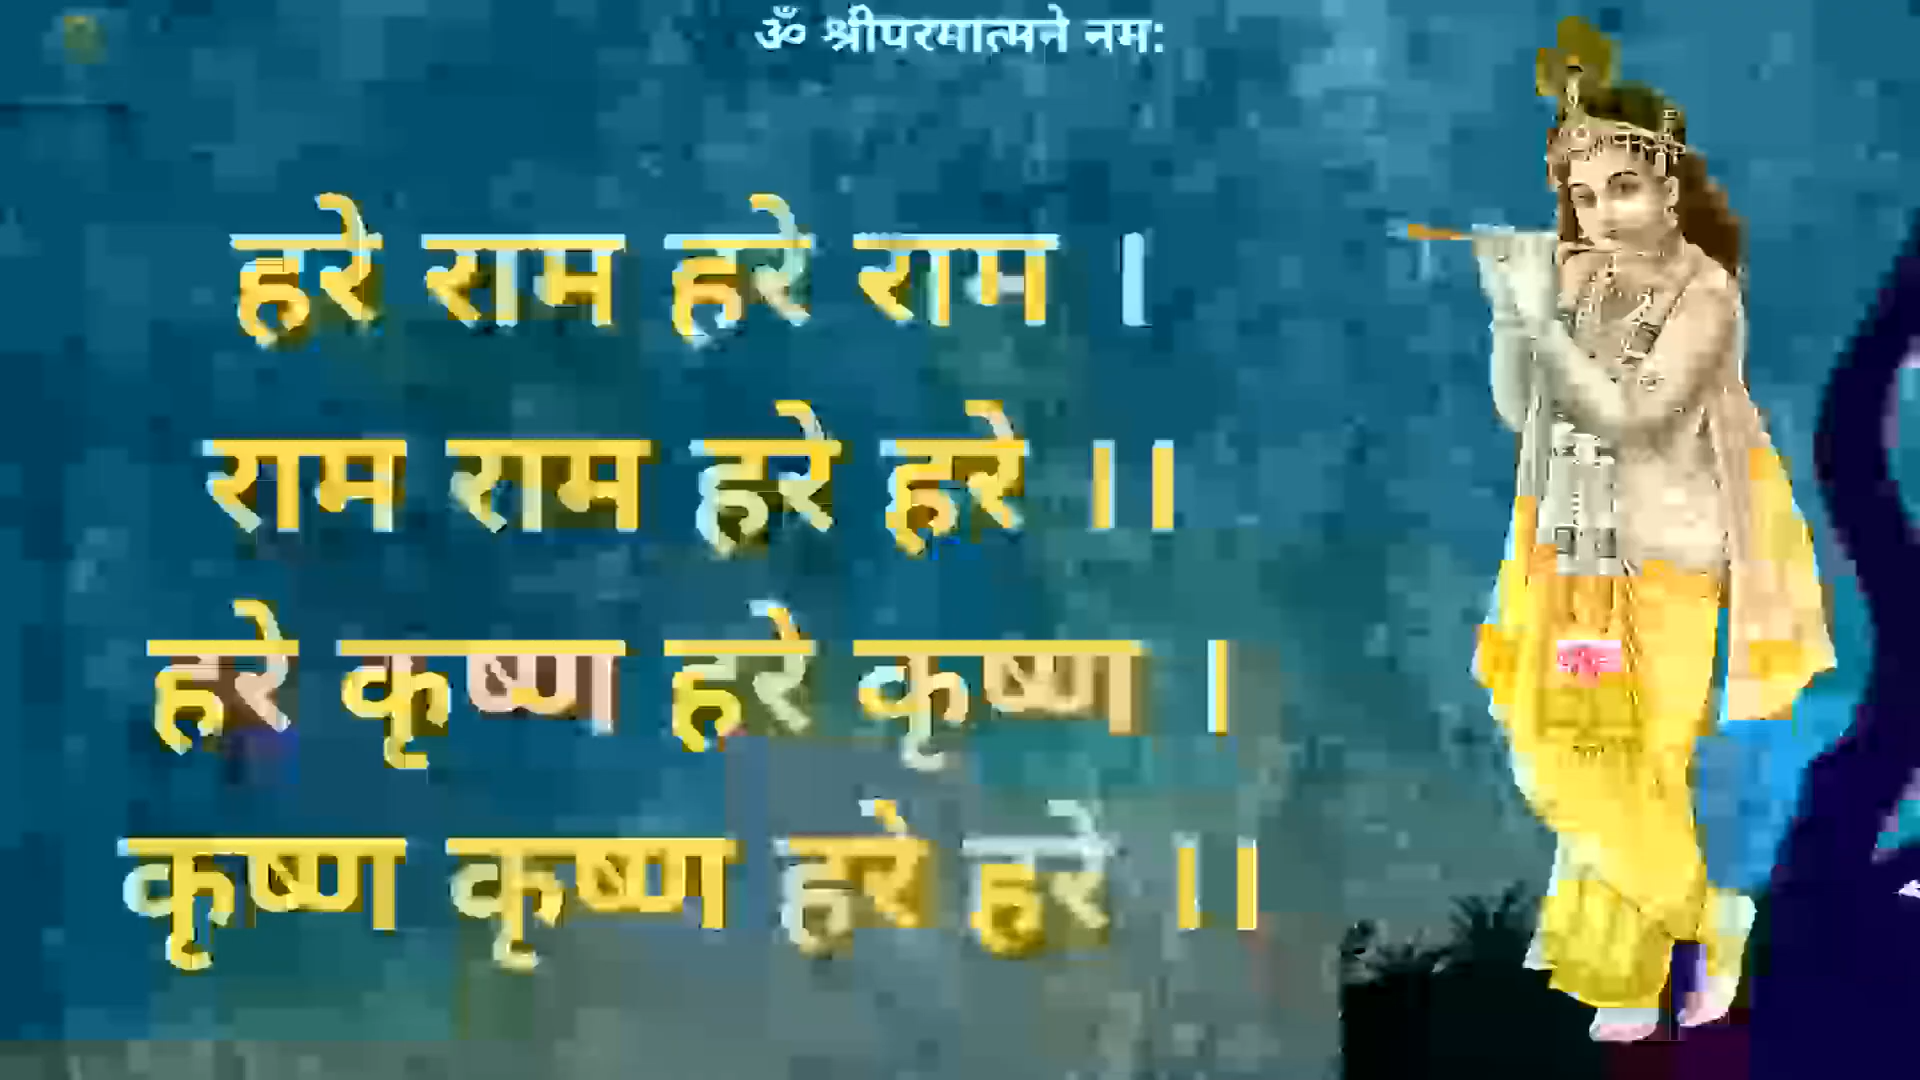 ॐ श्रीपरमात्मने नमः
हरे राम हरे राम ।
राम राम हरे हरे ।।
हरे कृष्ण हरे कृष्ण ।
कृष्ण कृष्ण हरे हरे ।।